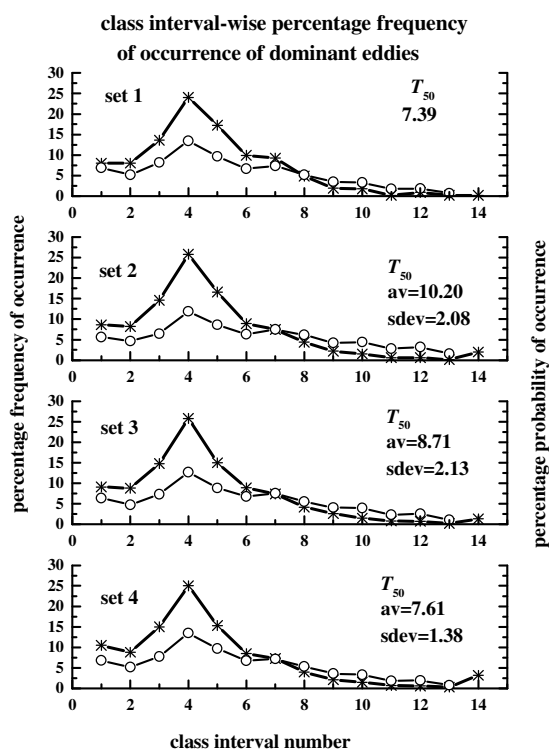 class interval-wise percentage frequency
of occurrence of dominant eddies
percentage frequency of occurrence
percentage probability of occurrence
30
25
20
15
10
5
0
set 1
T50
7.39
0 2 4 6 8 10 12 14
30
25
20
15
10
5
0
set 2
T50
av=10.20
sdev=2.08
0 2 4 6 8 10 12 14
30
25
20
15
10
5
0
set 3
T50
av=8.71
sdev=2.13
0 2 4 6 8 10 12 14
30
25
20
15
10
5
0
set 4
T50
av=7.61
sdev=1.38
0 2 4 6 8 10 12 14
class interval number